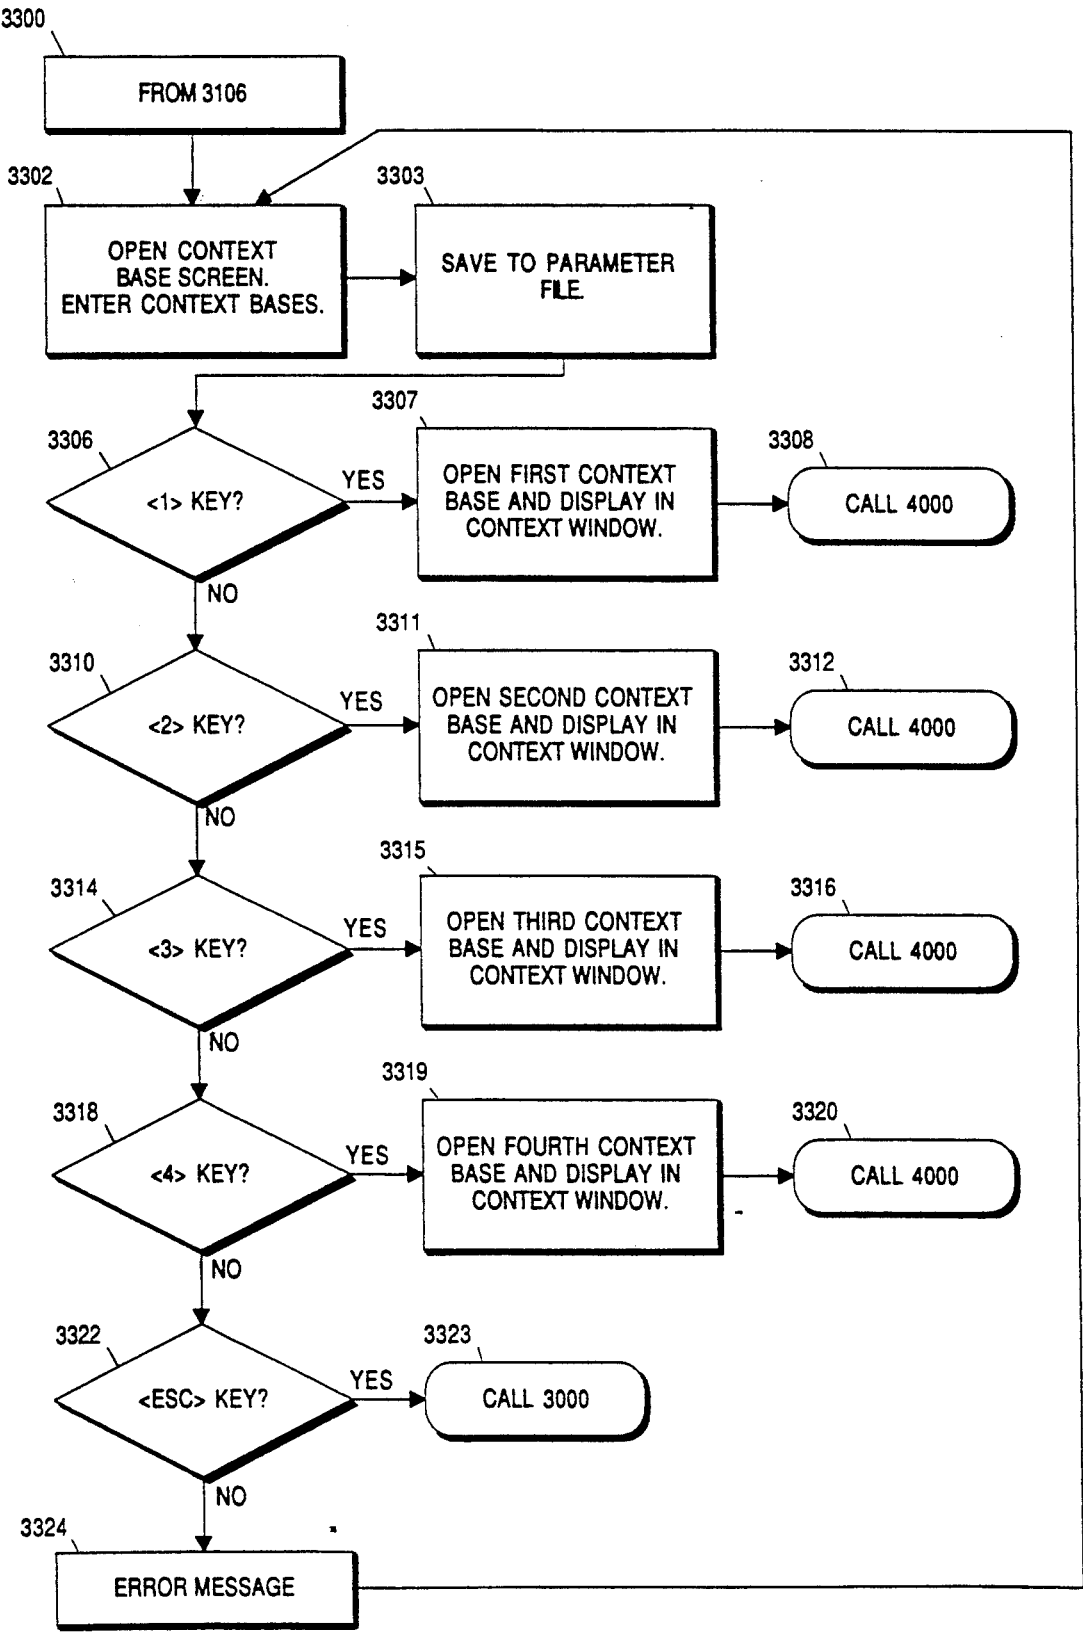 3300
FROM 3106
3302
OPEN CONTEXT
BASE SCREEN.
ENTER CONTEXT BASES.
3303
SAVE TO PARAMETER
FILE.
3306
<1> KEY?
YES
NO
3307
OPEN FIRST CONTEXT
BASE AND DISPLAY IN
CONTEXT WINDOW.
3308
CALL 4000
3310
<2> KEY?
YES
NO
3311
OPEN SECOND CONTEXT
BASE AND DISPLAY IN
CONTEXT WINDOW.
3312
CALL 4000
3314
<3> KEY?
YES
NO
3315
OPEN THIRD CONTEXT
BASE AND DISPLAY IN
CONTEXT WINDOW.
3316
CALL 4000
3318
<4> KEY?
YES
NO
3319
OPEN FOURTH CONTEXT
BASE AND DISPLAY IN
CONTEXT WINDOW.
3320
CALL 4000
3322
<ESC> KEY?
YES
NO
3323
CALL 3000
3324
ERROR MESSAGE